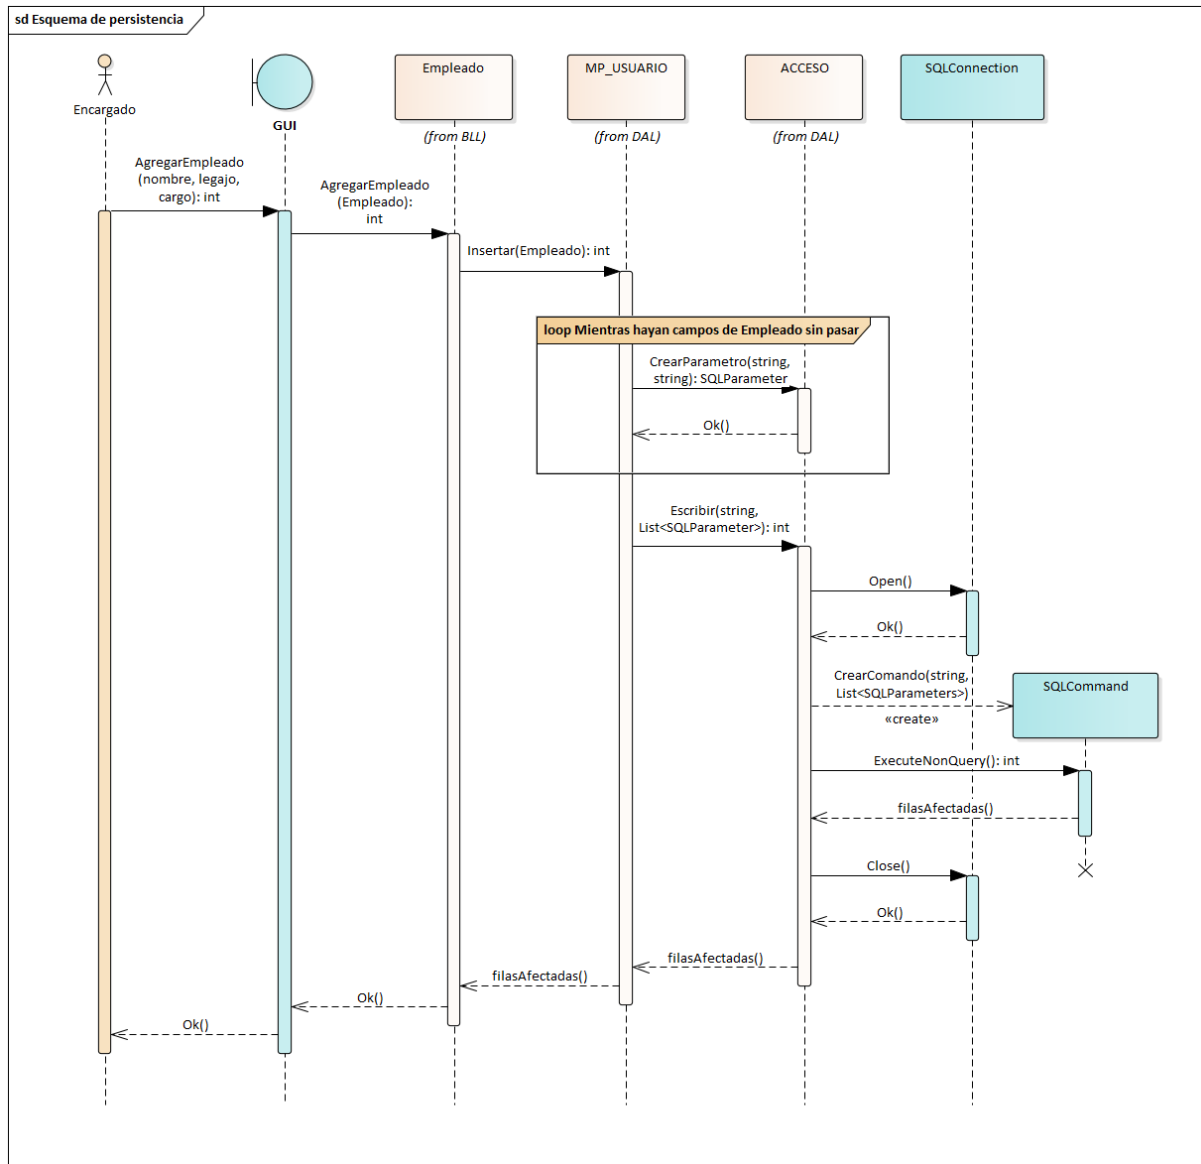 sd Esquema de persistencia
Encargado
GUI
Empleado
(from BLL)
MP_USUARIO
(from DAL)
ACCESO
(from DAL)
SQLConnection
AgregarEmpleado
(nombre, legajo,
cargo): int
AgregarEmpleado
(Empleado):
int
Insertar(Empleado): int
loop Mientras hayan campos de Empleado sin pasar
CrearParametro(string,
string): SQLParameter
Ok()
Escribir(string,
List<SQLParameter>): int
Open()
Ok()
CrearComando(string,
List<SQLParameters>)
«create»
SQLCommand
ExecuteNonQuery(): int
filasAfectadas()
Close()
Ok()
filasAfectadas()
filasAfectadas()
Ok()
Ok()